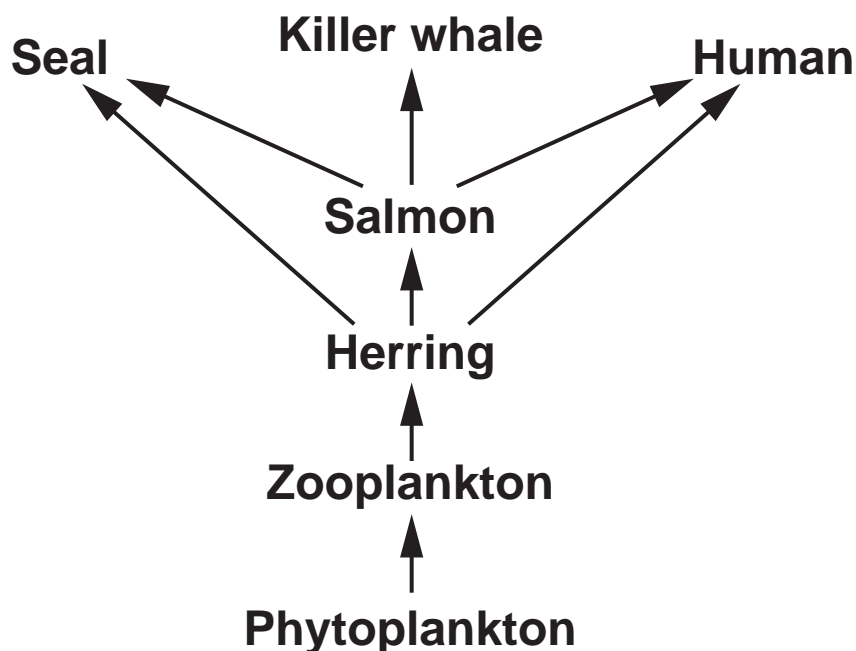 Killer whale
Seal
Human
Salmon
Herring
Zooplankton
Phytoplankton